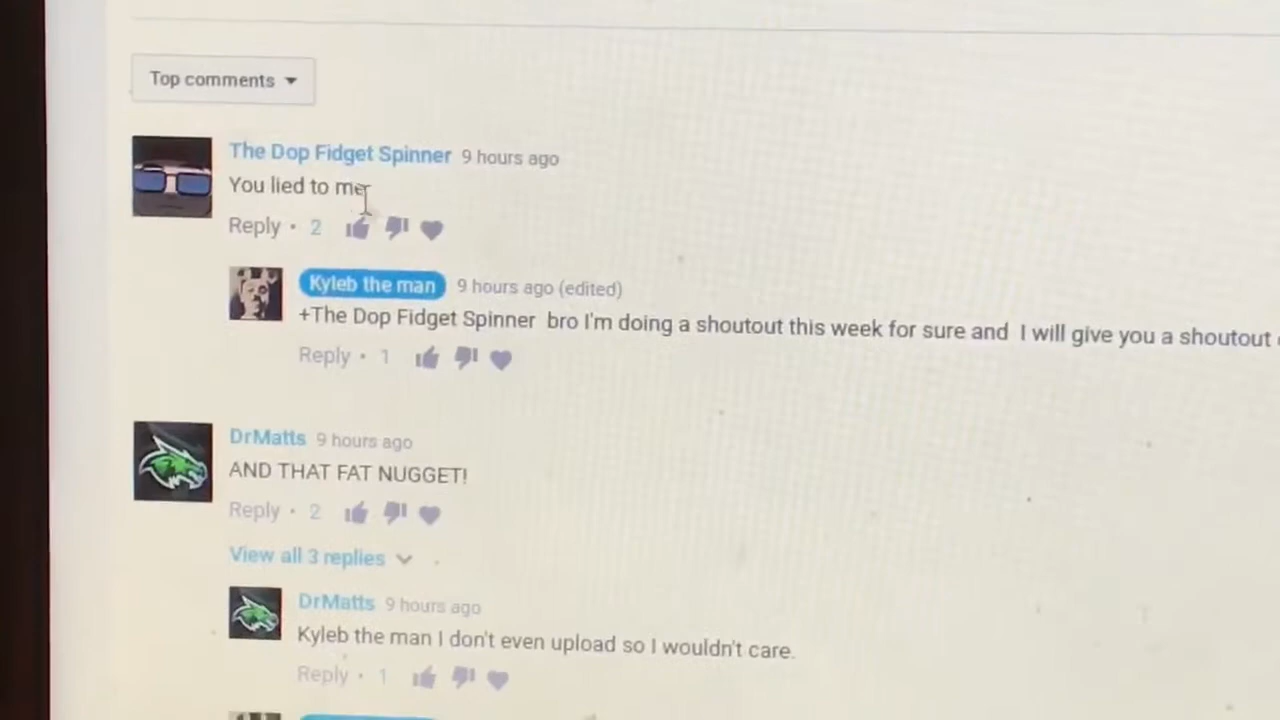 Top comments
The Dop Fidget Spinner 9 hours ago
You lied to me
Reply • 2
Kyleb the man 9 hours ago (edited)
+The Dop Fidget Spinner bro I'm doing a shoutout this week for sure and I will give you a shoutout
Reply • 1
DrMatts 9 hours ago
AND THAT FAT NUGGET!
Reply • 2
View all 3 replies
DrMatts 9 hours ago
Kyleb the man I don't even upload so I wouldn't care.
Reply • 1